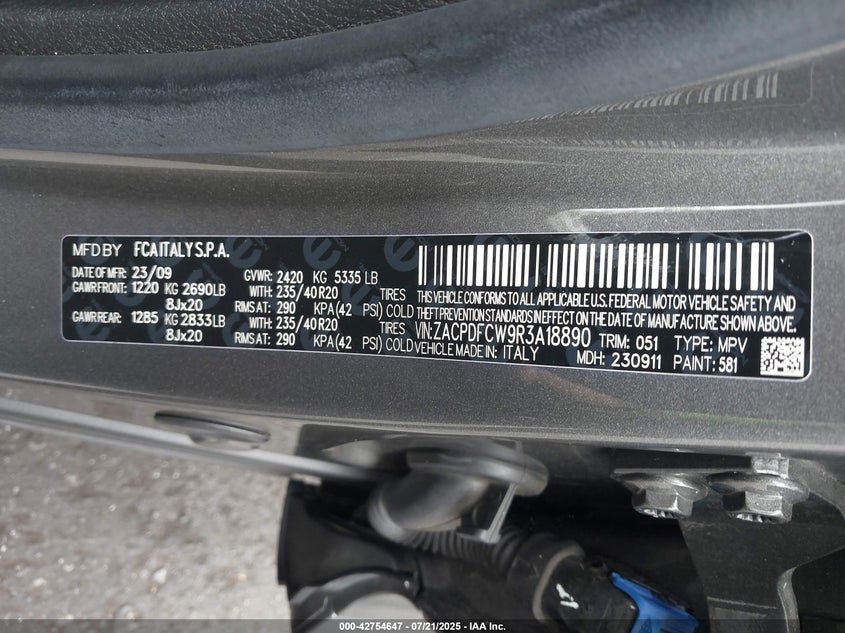 MFD BY FCA ITALY S.P.A.
DATE OF MFR: 23/09 GVWR: 2420 KG 5335 LB
GAWR FRONT: 1220 KG 2690LB WITH: 235/40 R20 TIRES
8Jx20 RIMS AT: 290 KPA(42 PSI) COLD
GAWR REAR: 1285 KG 2833LB WITH: 235/40 R20 TIRES
8Jx20 RIMS AT: 290 KPA(42 PSI) COLD
THIS VEHICLE CONFORMS TO ALL APPLICABLE U.S. FEDERAL MOTOR VEHICLE SAFETY AND
THEFT PREVENTION STANDARDS IN EFFECT ON THE DATE OF MANUFACTURE SHOWN ABOVE.
VIN: ZACPDFCW9R3A18890 TRIM: 051 TYPE: MPV
VEHICLE MADE IN: ITALY MDH: 230911 PAINT: 581
000-42754647 - 07/21/2025 - © IAA Inc.